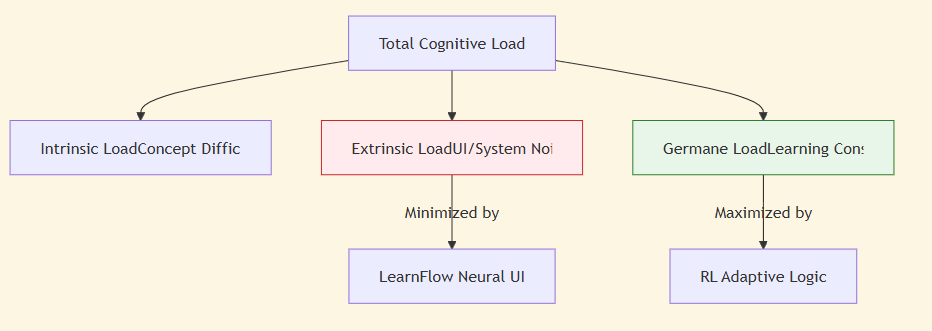 Total Cognitive Load
Intrinsic LoadConcept Diffic
Extrinsic LoadUI/System Noi
Germane LoadLearning Cons
Minimized by
Maximized by
LearnFlow Neural UI
RL Adaptive Logic